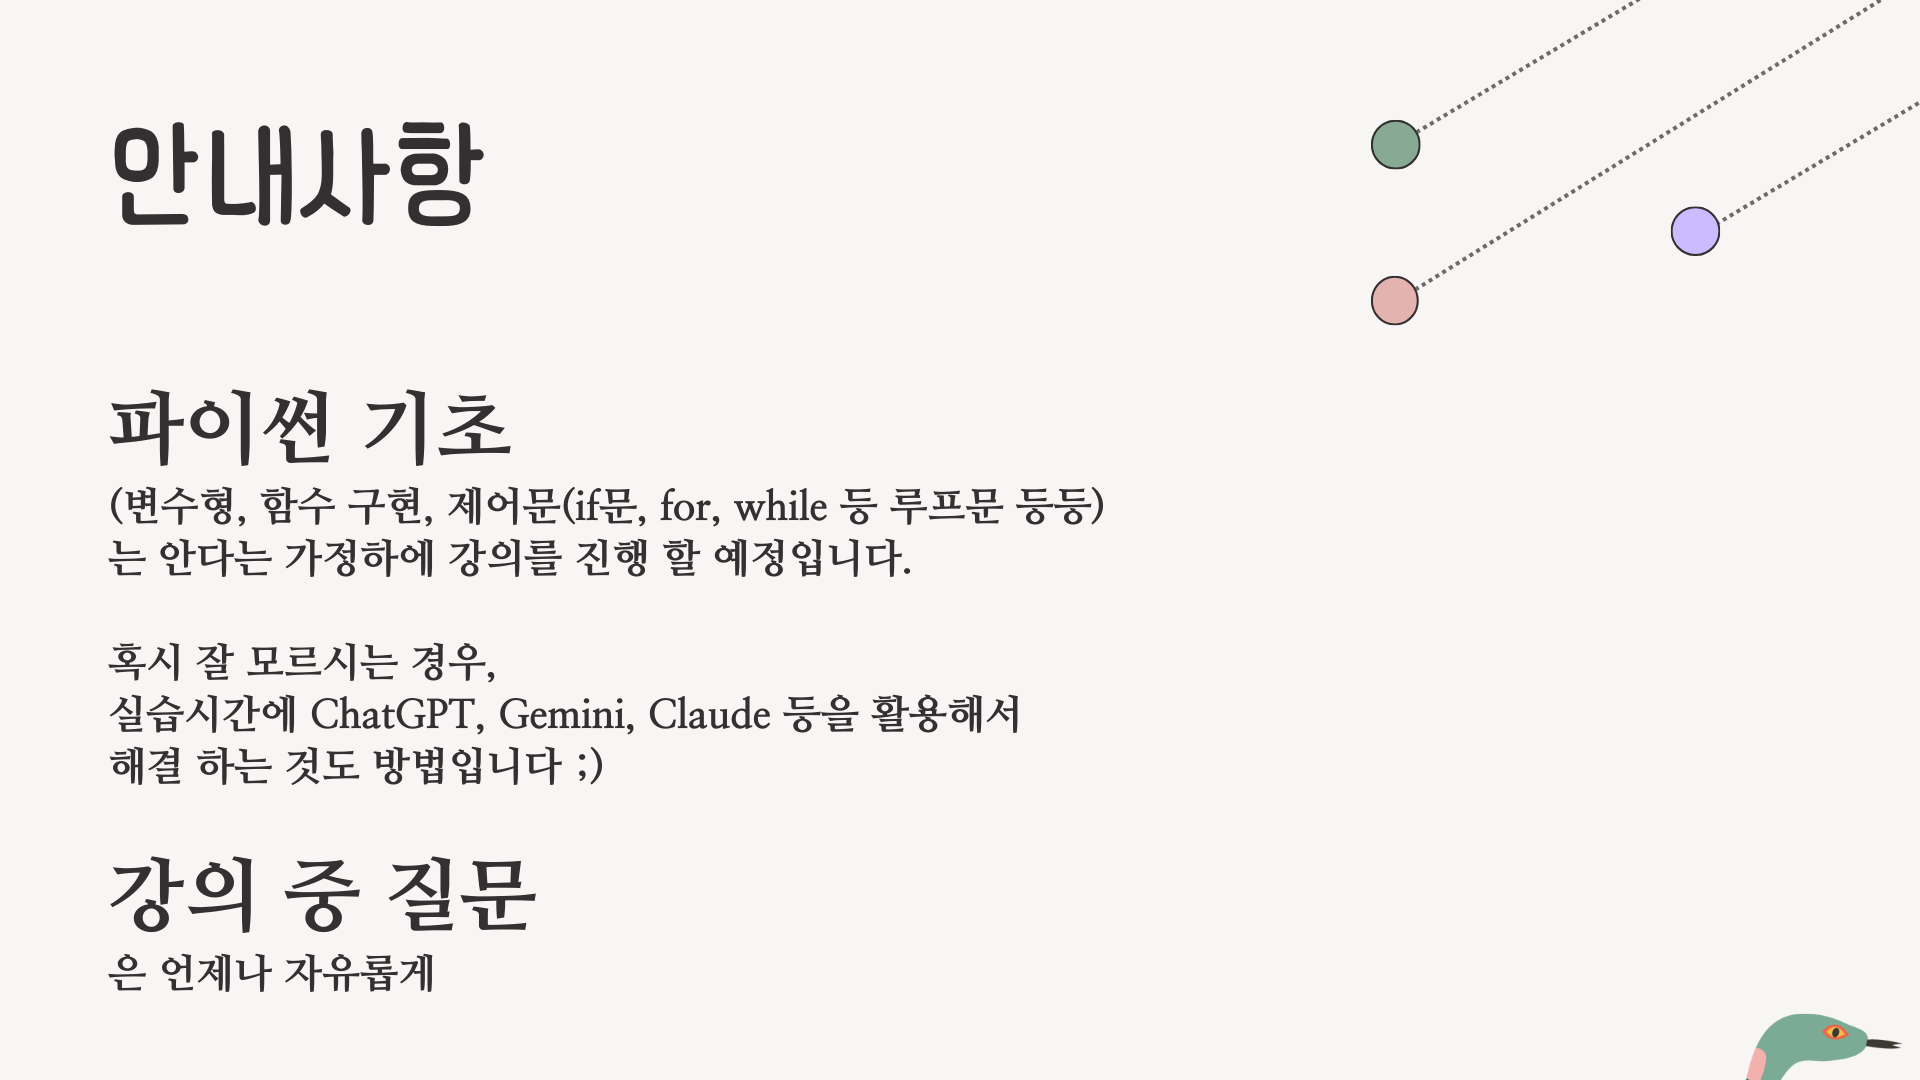 안내사항
파이썬 기초
(변수형, 함수 구현, 제어문(if문, for, while 등 루프문 등등)
는 안다는 가정하에 강의를 진행 할 예정입니다.
혹시 잘 모르시는 경우,
실습시간에 ChatGPT, Gemini, Claude 등을 활용해서
해결 하는 것도 방법입니다 ;)
강의 중 질문
은 언제나 자유롭게